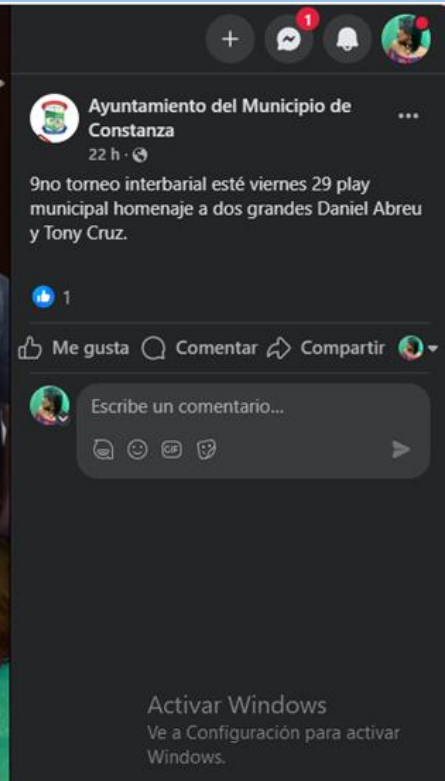 1
Ayuntamiento del Municipio de
Constanza
22 h ·
9no torneo interbarial esté viernes 29 play
municipal homenaje a dos grandes Daniel Abreu
y Tony Cruz.
1
Me gusta Comentar Compartir
Escribe un comentario...
GIF
Activar Windows
Ve a Configuración para activar
Windows.